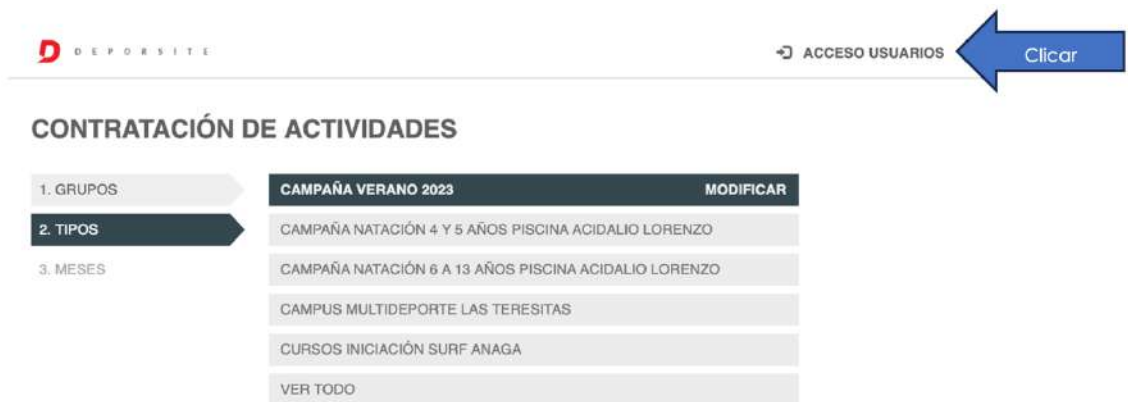 DEPORSITE
ACCESO USUARIOS
Clicar
CONTRATACIÓN DE ACTIVIDADES
1. GRUPOS
CAMPAÑA VERANO 2023 MODIFICAR
2. TIPOS
CAMPAÑA NATACIÓN 4 Y 5 AÑOS PISCINA ACIDALIO LORENZO
3. MESES
CAMPAÑA NATACIÓN 6 A 13 AÑOS PISCINA ACIDALIO LORENZO
CAMPUS MULTIDEPORTE LAS TERESITAS
CURSOS INICIACIÓN SURF ANAGA
VER TODO